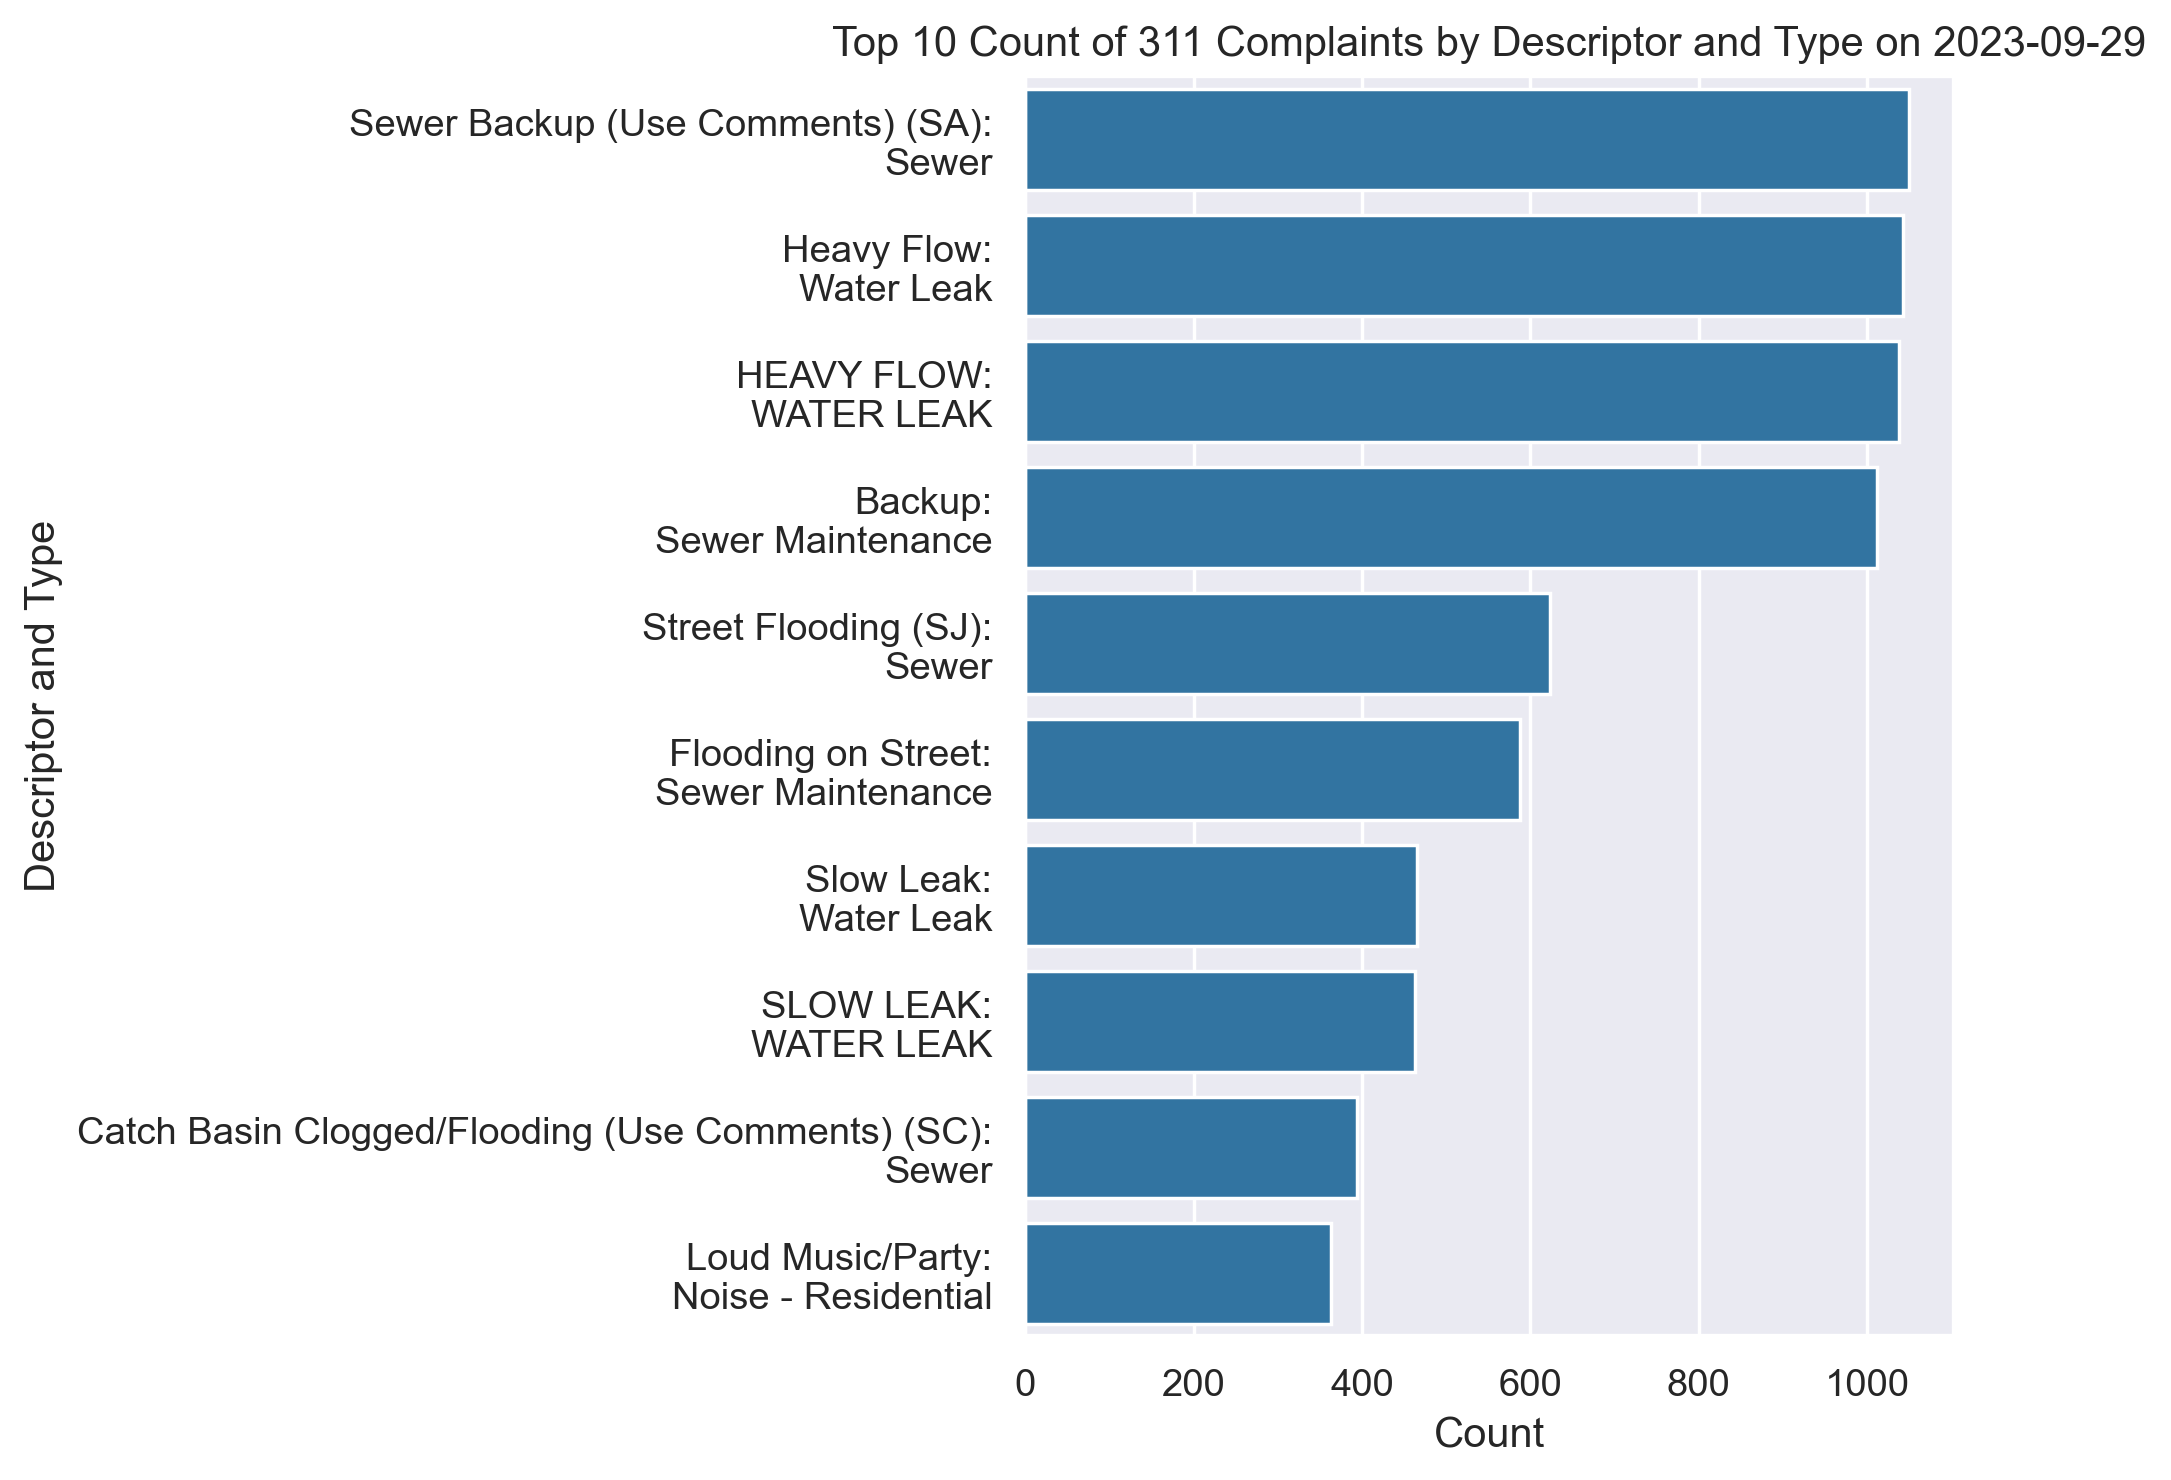 Top 10 Count of 311 Complaints by Descriptor and Type on 2023-09-29
Descriptor and Type
Sewer Backup (Use Comments) (SA):
Sewer
Heavy Flow:
Water Leak
HEAVY FLOW:
WATER LEAK
Backup:
Sewer Maintenance
Street Flooding (SJ):
Sewer
Flooding on Street:
Sewer Maintenance
Slow Leak:
Water Leak
SLOW LEAK:
WATER LEAK
Catch Basin Clogged/Flooding (Use Comments) (SC):
Sewer
Loud Music/Party:
Noise - Residential
0 200 400 600 800 1000
Count